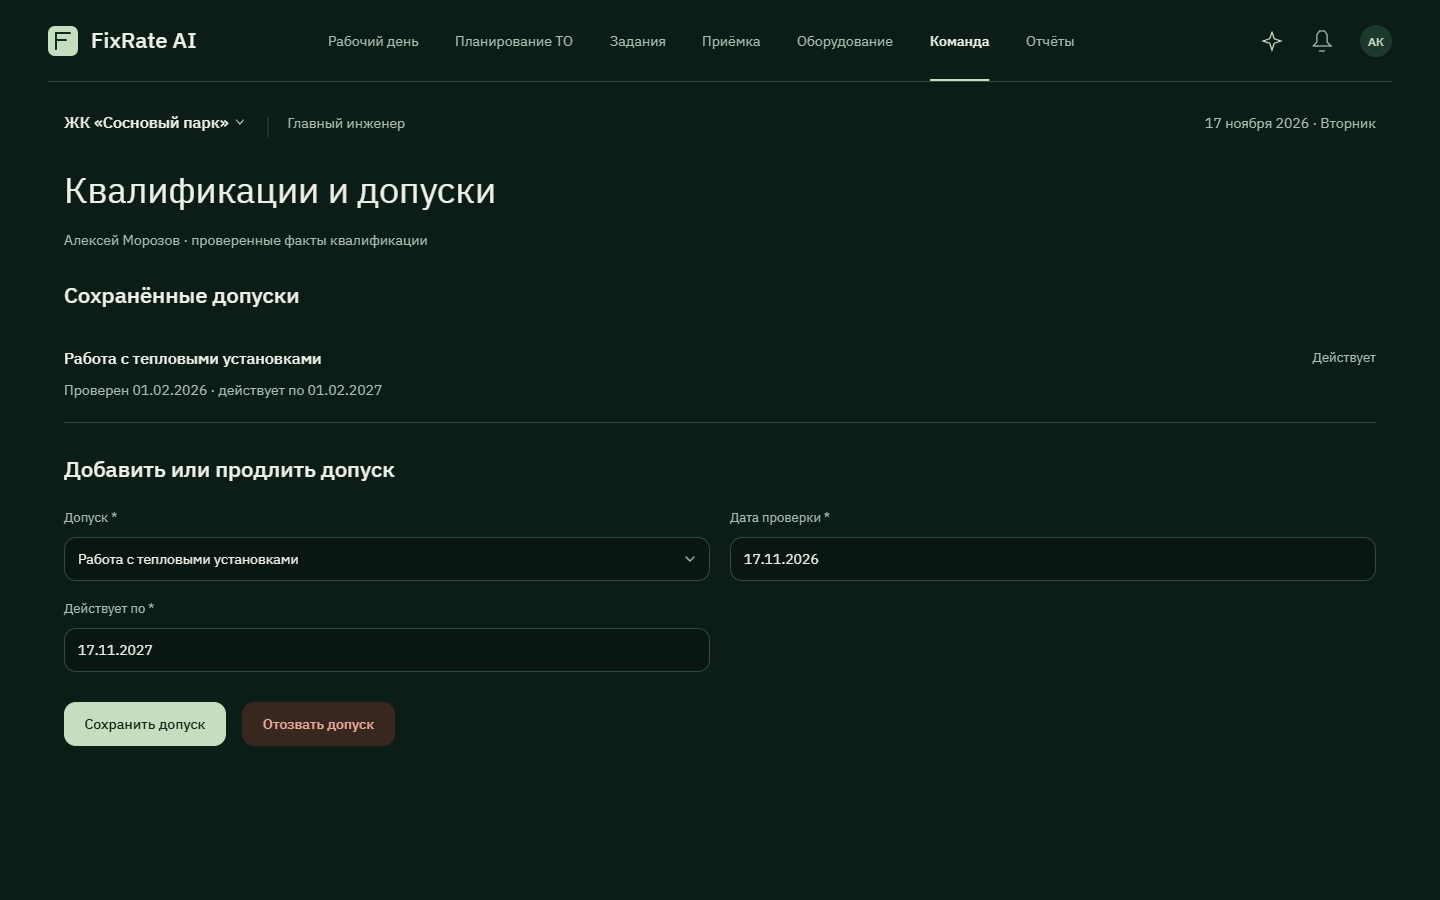 FixRate AI
Рабочий день Планирование ТО Задания Приёмка Оборудование Команда Отчёты
АК
ЖК «Сосновый парк» Главный инженер 17 ноября 2026 · Вторник
Квалификации и допуски
Алексей Морозов · проверенные факты квалификации
Сохранённые допуски
Работа с тепловыми установками Действует
Проверен 01.02.2026 · действует по 01.02.2027
Добавить или продлить допуск
Допуск * Дата проверки *
Работа с тепловыми установками 17.11.2026
Действует по *
17.11.2027
Сохранить допуск Отозвать допуск